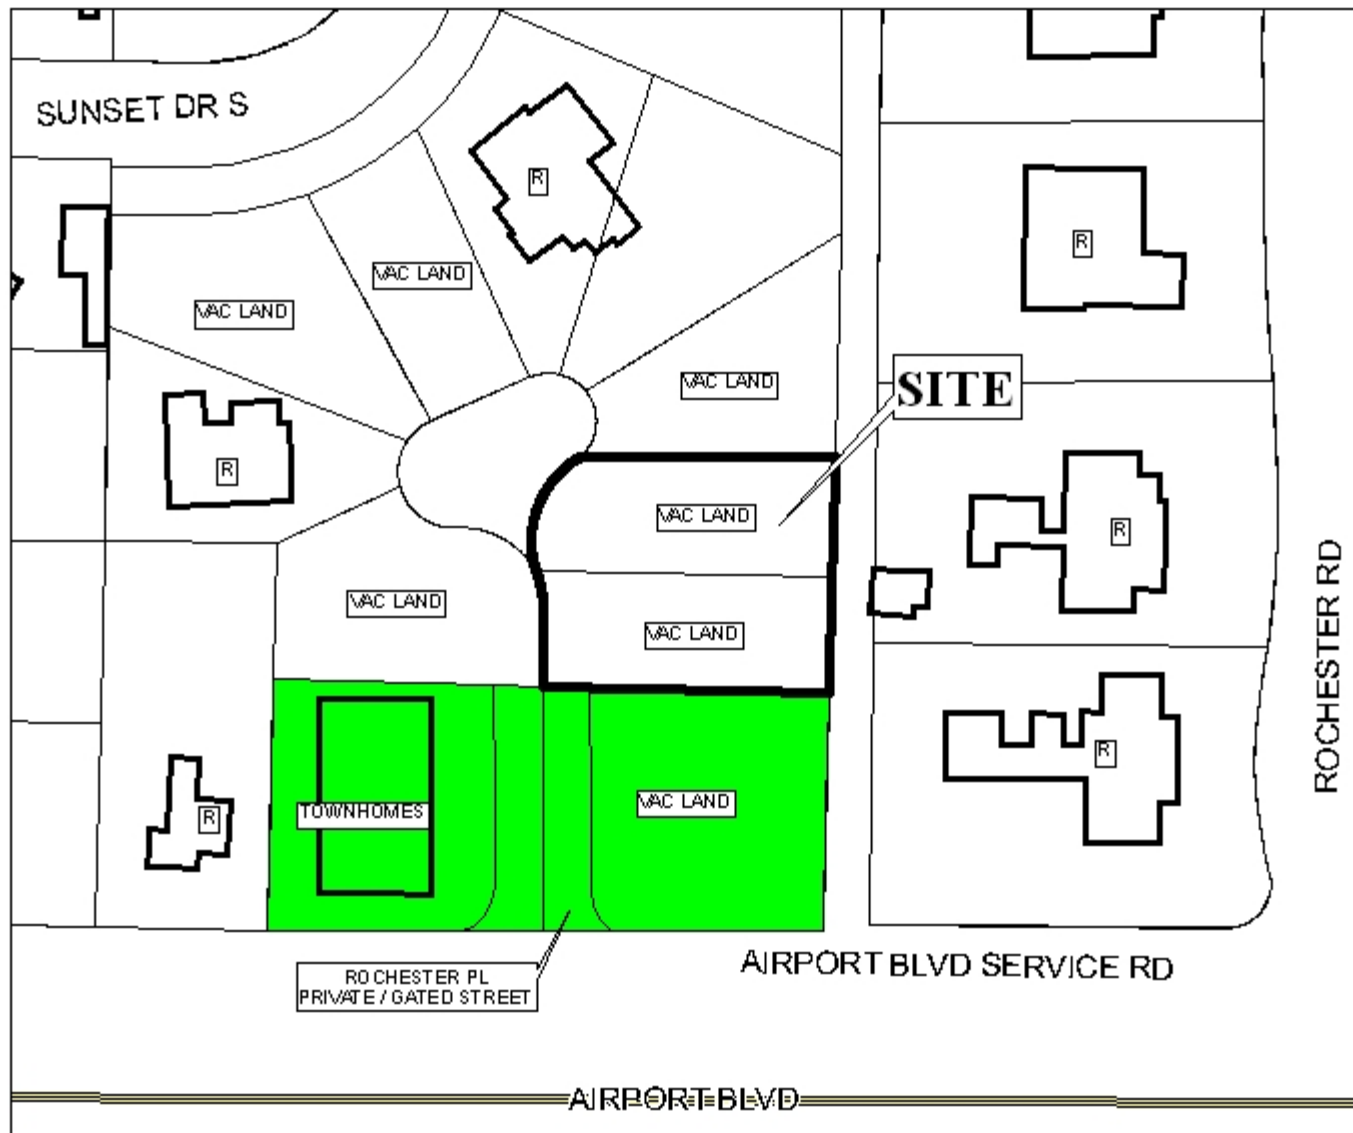 SUNSET DR S
R
R
VAC LAND
VAC LAND
VAC LAND
SITE
R
VAC LAND
R
VAC LAND
VAC LAND
ROCHESTER RD
R
R
TOWNHOMES
VAC LAND
AIRPORT BLVD SERVICE RD
ROCHESTER PL
PRIVATE / GATED STREET
AIRPORT BLVD